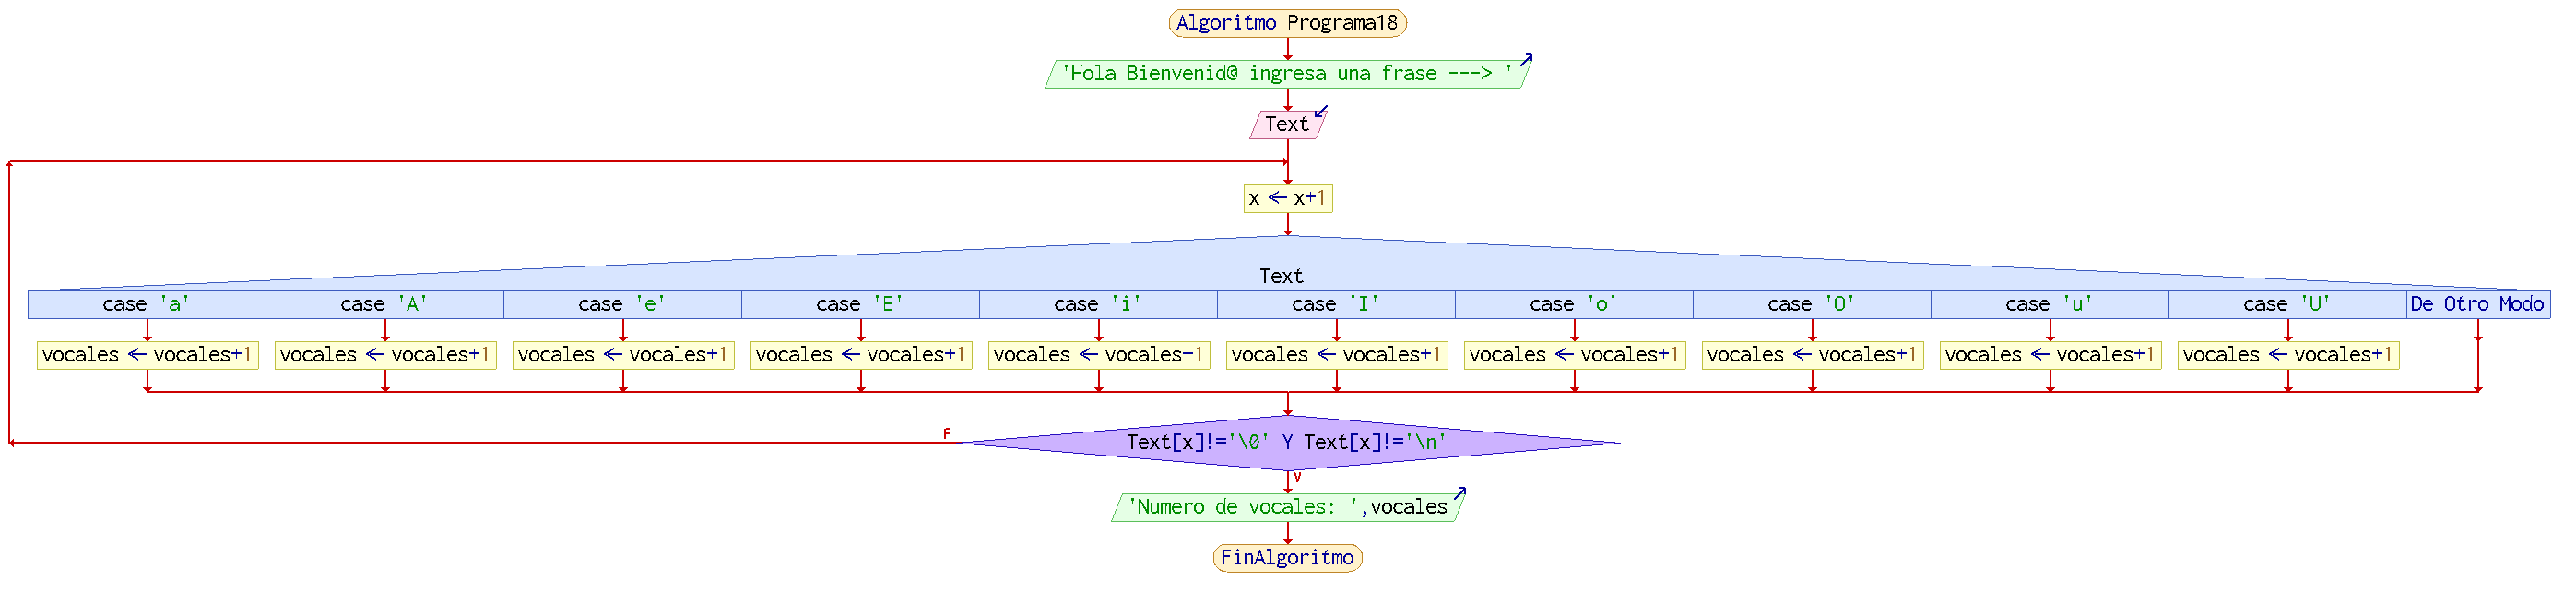 Algoritmo Programa18
'Hola Bienvenid@ ingresa una frase ---> '
Text
x ← x+1
Text
case 'a' case 'A' case 'e' case 'E' case 'i' case 'I' case 'o' case 'O' case 'u' case 'U' De Otro Modo
vocales ← vocales+1 vocales ← vocales+1 vocales ← vocales+1 vocales ← vocales+1 vocales ← vocales+1 vocales ← vocales+1 vocales ← vocales+1 vocales ← vocales+1 vocales ← vocales+1 vocales ← vocales+1
F
Text[x]!='\0' Y Text[x]!='\n'
V
'Numero de vocales: ',vocales
FinAlgoritmo